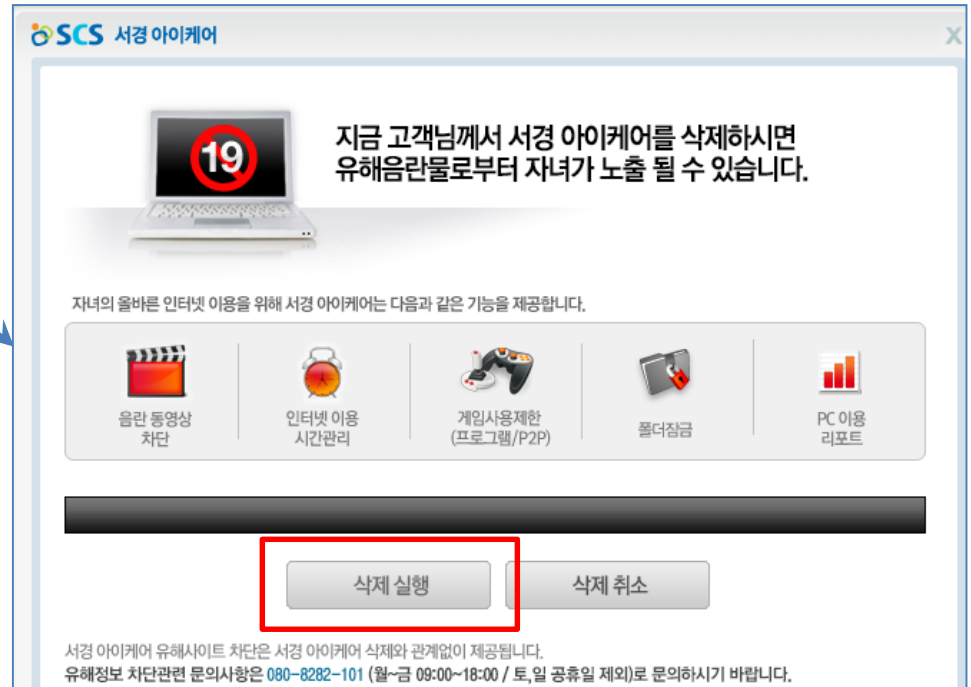 SCS 서경 아이케어
X
19
지금 고객님께서 서경 아이케어를 삭제하시면
유해음란물로부터 자녀가 노출 될 수 있습니다.
자녀의 올바른 인터넷 이용을 위해 서경 아이케어는 다음과 같은 기능을 제공합니다.
음란 동영상
차단
인터넷 이용
시간관리
게임사용제한
(프로그램/P2P)
폴더잠금
PC 이용
리포트
삭제 실행
삭제 취소
서경 아이케어 유해사이트 차단은 서경 아이케어 삭제와 관계없이 제공됩니다.
유해정보 차단관련 문의사항은 080-8282-101 (월~금 09:00~18:00 / 토,일 공휴일 제외)로 문의하시기 바랍니다.